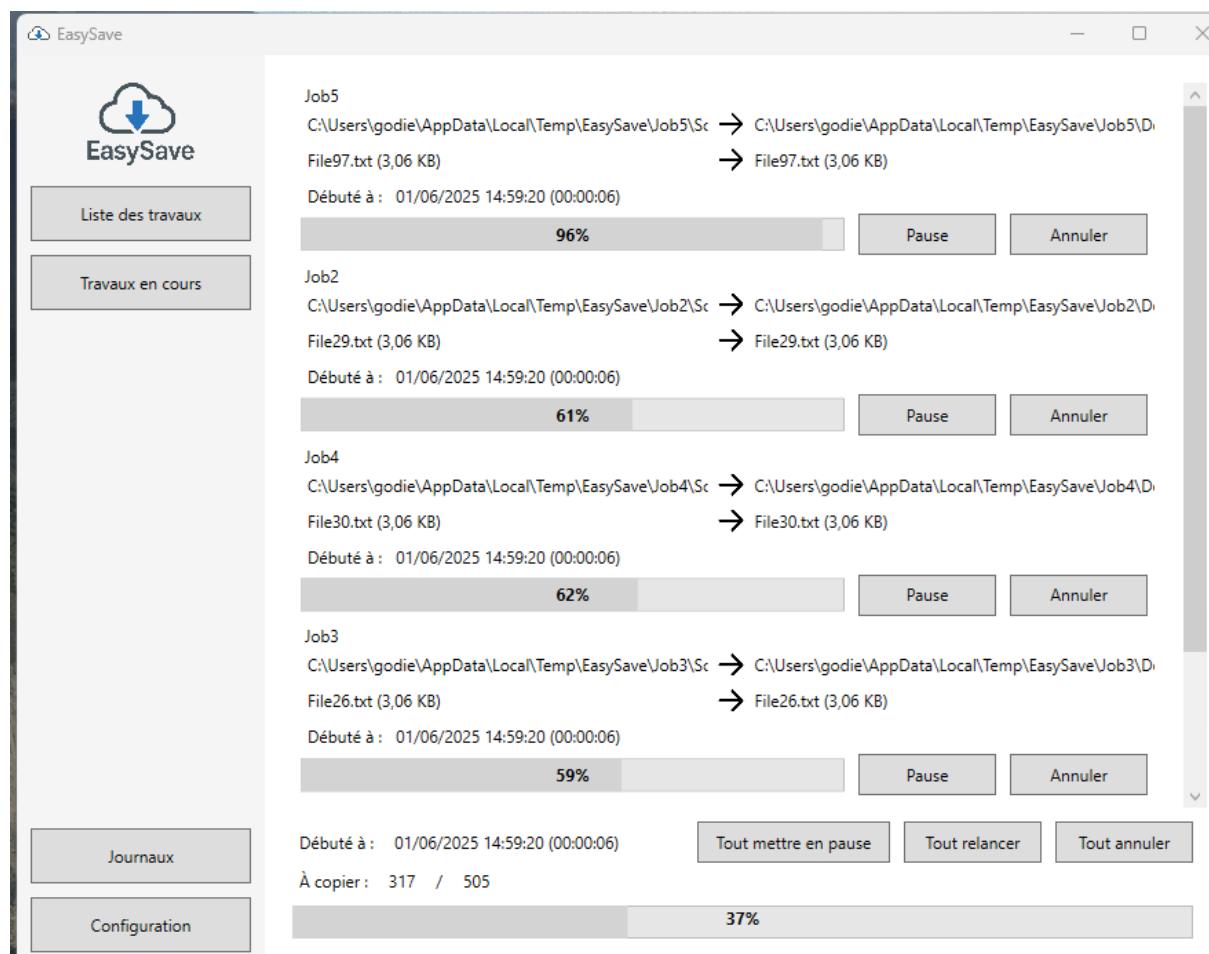 EasySave
EasySave
Liste des travaux
Travaux en cours
Journaux
Configuration
Job5
C:\Users\godie\AppData\Local\Temp\EasySave\Job5\Sc → C:\Users\godie\AppData\Local\Temp\EasySave\Job5\D
File97.txt (3,06 KB) → File97.txt (3,06 KB)
Débuté à : 01/06/2025 14:59:20 (00:00:06)
96% Pause Annuler
Job2
C:\Users\godie\AppData\Local\Temp\EasySave\Job2\Sc → C:\Users\godie\AppData\Local\Temp\EasySave\Job2\D
File29.txt (3,06 KB) → File29.txt (3,06 KB)
Débuté à : 01/06/2025 14:59:20 (00:00:06)
61% Pause Annuler
Job4
C:\Users\godie\AppData\Local\Temp\EasySave\Job4\Sc → C:\Users\godie\AppData\Local\Temp\EasySave\Job4\D
File30.txt (3,06 KB) → File30.txt (3,06 KB)
Débuté à : 01/06/2025 14:59:20 (00:00:06)
62% Pause Annuler
Job3
C:\Users\godie\AppData\Local\Temp\EasySave\Job3\Sc → C:\Users\godie\AppData\Local\Temp\EasySave\Job3\D
File26.txt (3,06 KB) → File26.txt (3,06 KB)
Débuté à : 01/06/2025 14:59:20 (00:00:06)
59% Pause Annuler
Débuté à : 01/06/2025 14:59:20 (00:00:06) Tout mettre en pause Tout relancer Tout annuler
À copier : 317 / 505
37%